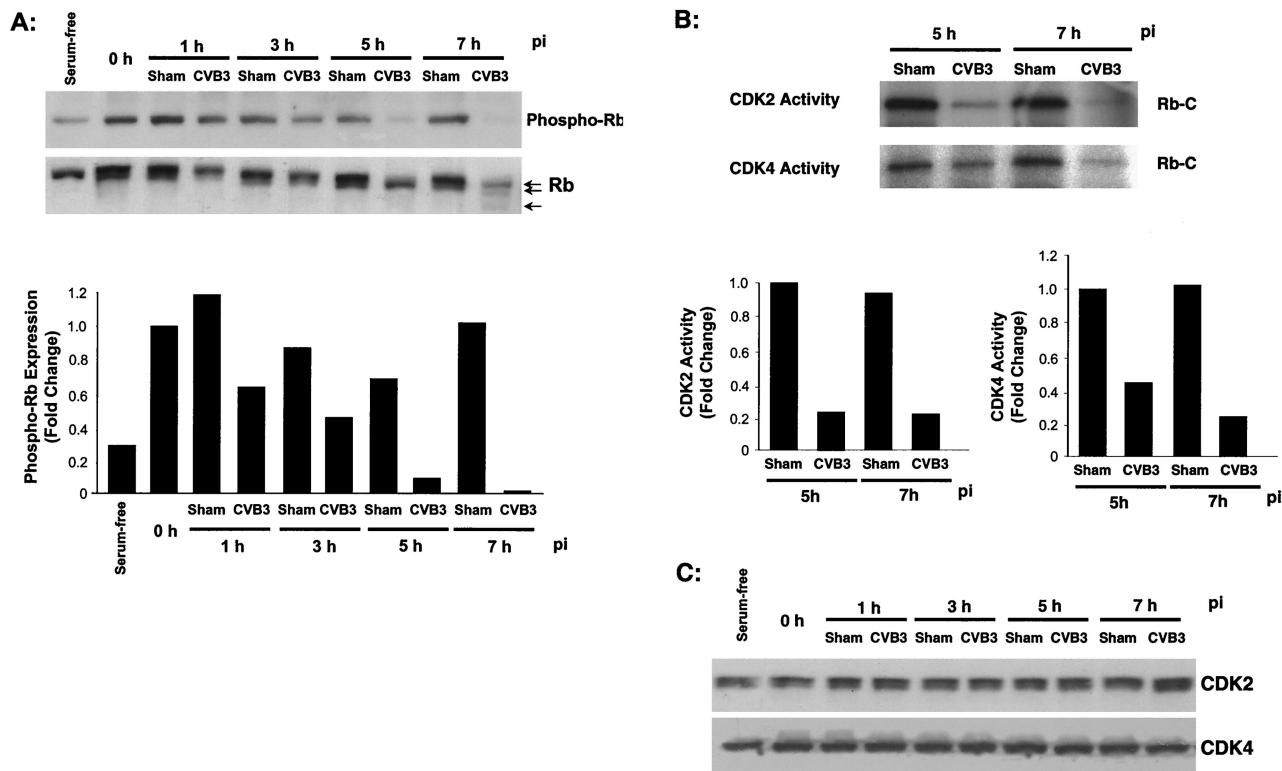 A:
Serum-free
0 h
1 h 3 h 5 h 7 h pi
Sham CVB3 Sham CVB3 Sham CVB3 Sham CVB3
Phospho-Rb
Rb
Phospho-Rb Expression
(Fold Change)
1.2
1.0
0.8
0.6
0.4
0.2
0
Serum-free
0 h
Sham CVB3 Sham CVB3 Sham CVB3 Sham CVB3
1 h 3 h 5 h 7 h pi
B:
5 h 7 h pi
Sham CVB3 Sham CVB3
CDK2 Activity Rb-C
CDK4 Activity Rb-C
CDK2 Activity
(Fold Change)
1.0
0.8
0.6
0.4
0.2
0
Sham CVB3 Sham CVB3
5h 7h pi
CDK4 Activity
(Fold Change)
1.2
1.0
0.8
0.6
0.4
0.2
0
Sham CVB3 Sham CVB3
5h 7h pi
C:
Serum-free
0 h
1 h 3 h 5 h 7 h pi
Sham CVB3 Sham CVB3 Sham CVB3 Sham CVB3
CDK2
CDK4